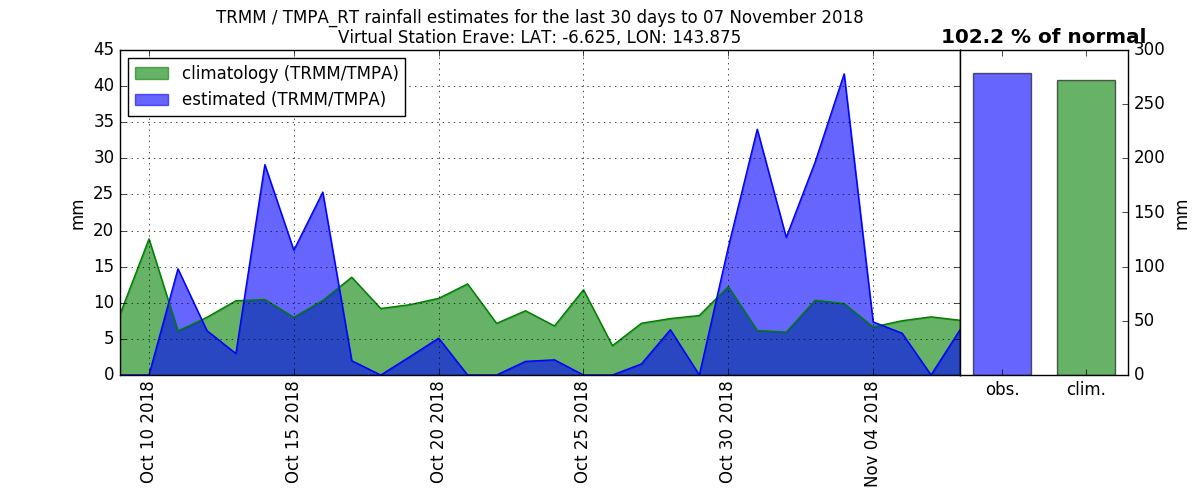 TRMM / TMPA_RT rainfall estimates for the last 30 days to 07 November 2018
Virtual Station Erave: LAT: -6.625, LON: 143.875
102.2 % of normal
climatology (TRMM/TMPA)
estimated (TRMM/TMPA)
45
40
35
30
25
20
15
10
5
0
mm
Oct 10 2018
Oct 15 2018
Oct 20 2018
Oct 25 2018
Oct 30 2018
Nov 04 2018
300
250
200
150
100
50
0
mm
obs.
clim.